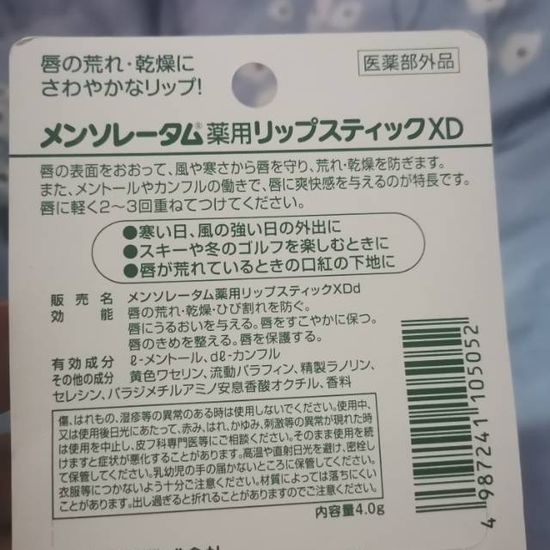 唇の荒れ・乾燥に
さわやかなリップ!
医薬部外品
メンソレータム®薬用リップスティックXD
唇の表面をおおって、風や寒さから唇を守り、荒れ・乾燥を防ぎます。
また、メントールやカンフルの働きで、唇に爽快感を与えるのが特長です。
唇に軽く2〜3回重ねてつけてください。
●寒い日、風の強い日の外出に
●スキーや冬のゴルフを楽しむときに
●唇が荒れているときの口紅の下地に
販売名 メンソレータム薬用リップスティックXDd
効能 唇の荒れ・乾燥・ひび割れを防ぐ。
唇にうるおいを与える。唇をすこやかに保つ。
唇のきめを整える。唇を保護する。
有効成分 ℓ-メントール、dℓ-カンフル
その他の成分 黄色ワセリン、流動パラフィン、精製ラノリン、
セレシン、パラジメチルアミノ安息香酸オクチル、香料
傷、はれもの、湿疹等の異常のある時は使用しないでください。使用中、
又は使用後日光にあたって、赤み、はれ、かゆみ、刺激等の異常が現れた時
は使用を中止し、皮フ科専門医等にご相談ください。そのまま使用を続
けますと症状が悪化することがあります。高温や直射日光を避け、密栓し
て保管してください。乳幼児の手の届かないところに保管してください。
衣服等につかないよう十分ご注意ください。材質によっては落ちにくい
ことがあります。出し過ぎると折れることがありますのでご注意ください。
内容量4.0g
4 987241 105052